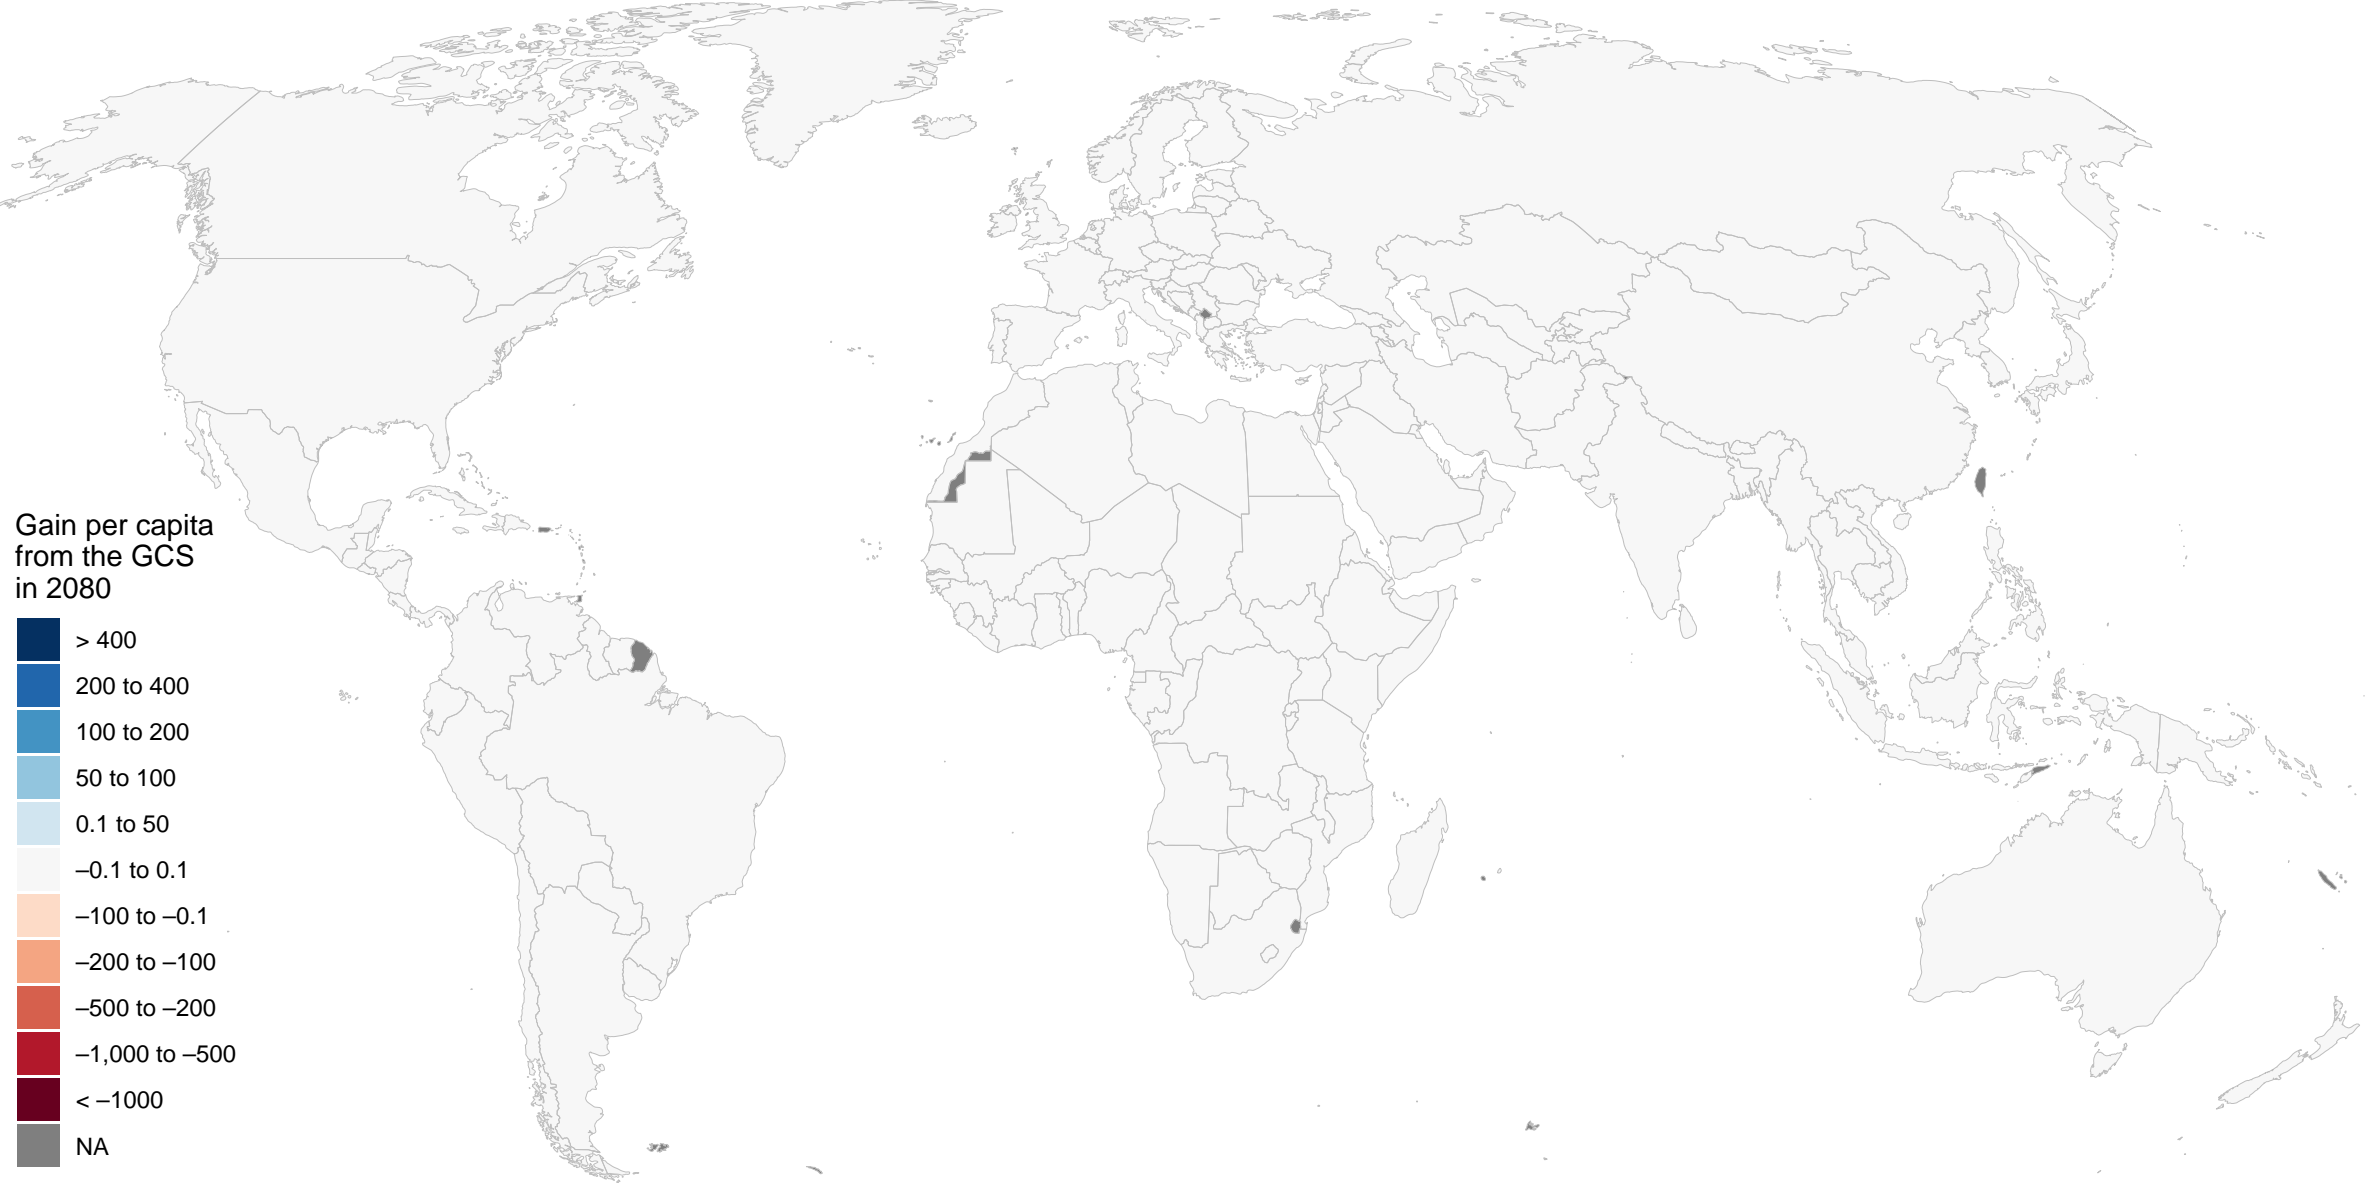 Gain per capita
from the GCS
in 2080
> 400
200 to 400
100 to 200
50 to 100
0.1 to 50
–0.1 to 0.1
–100 to –0.1
–200 to –100
–500 to –200
–1,000 to –500
< –1000
NA